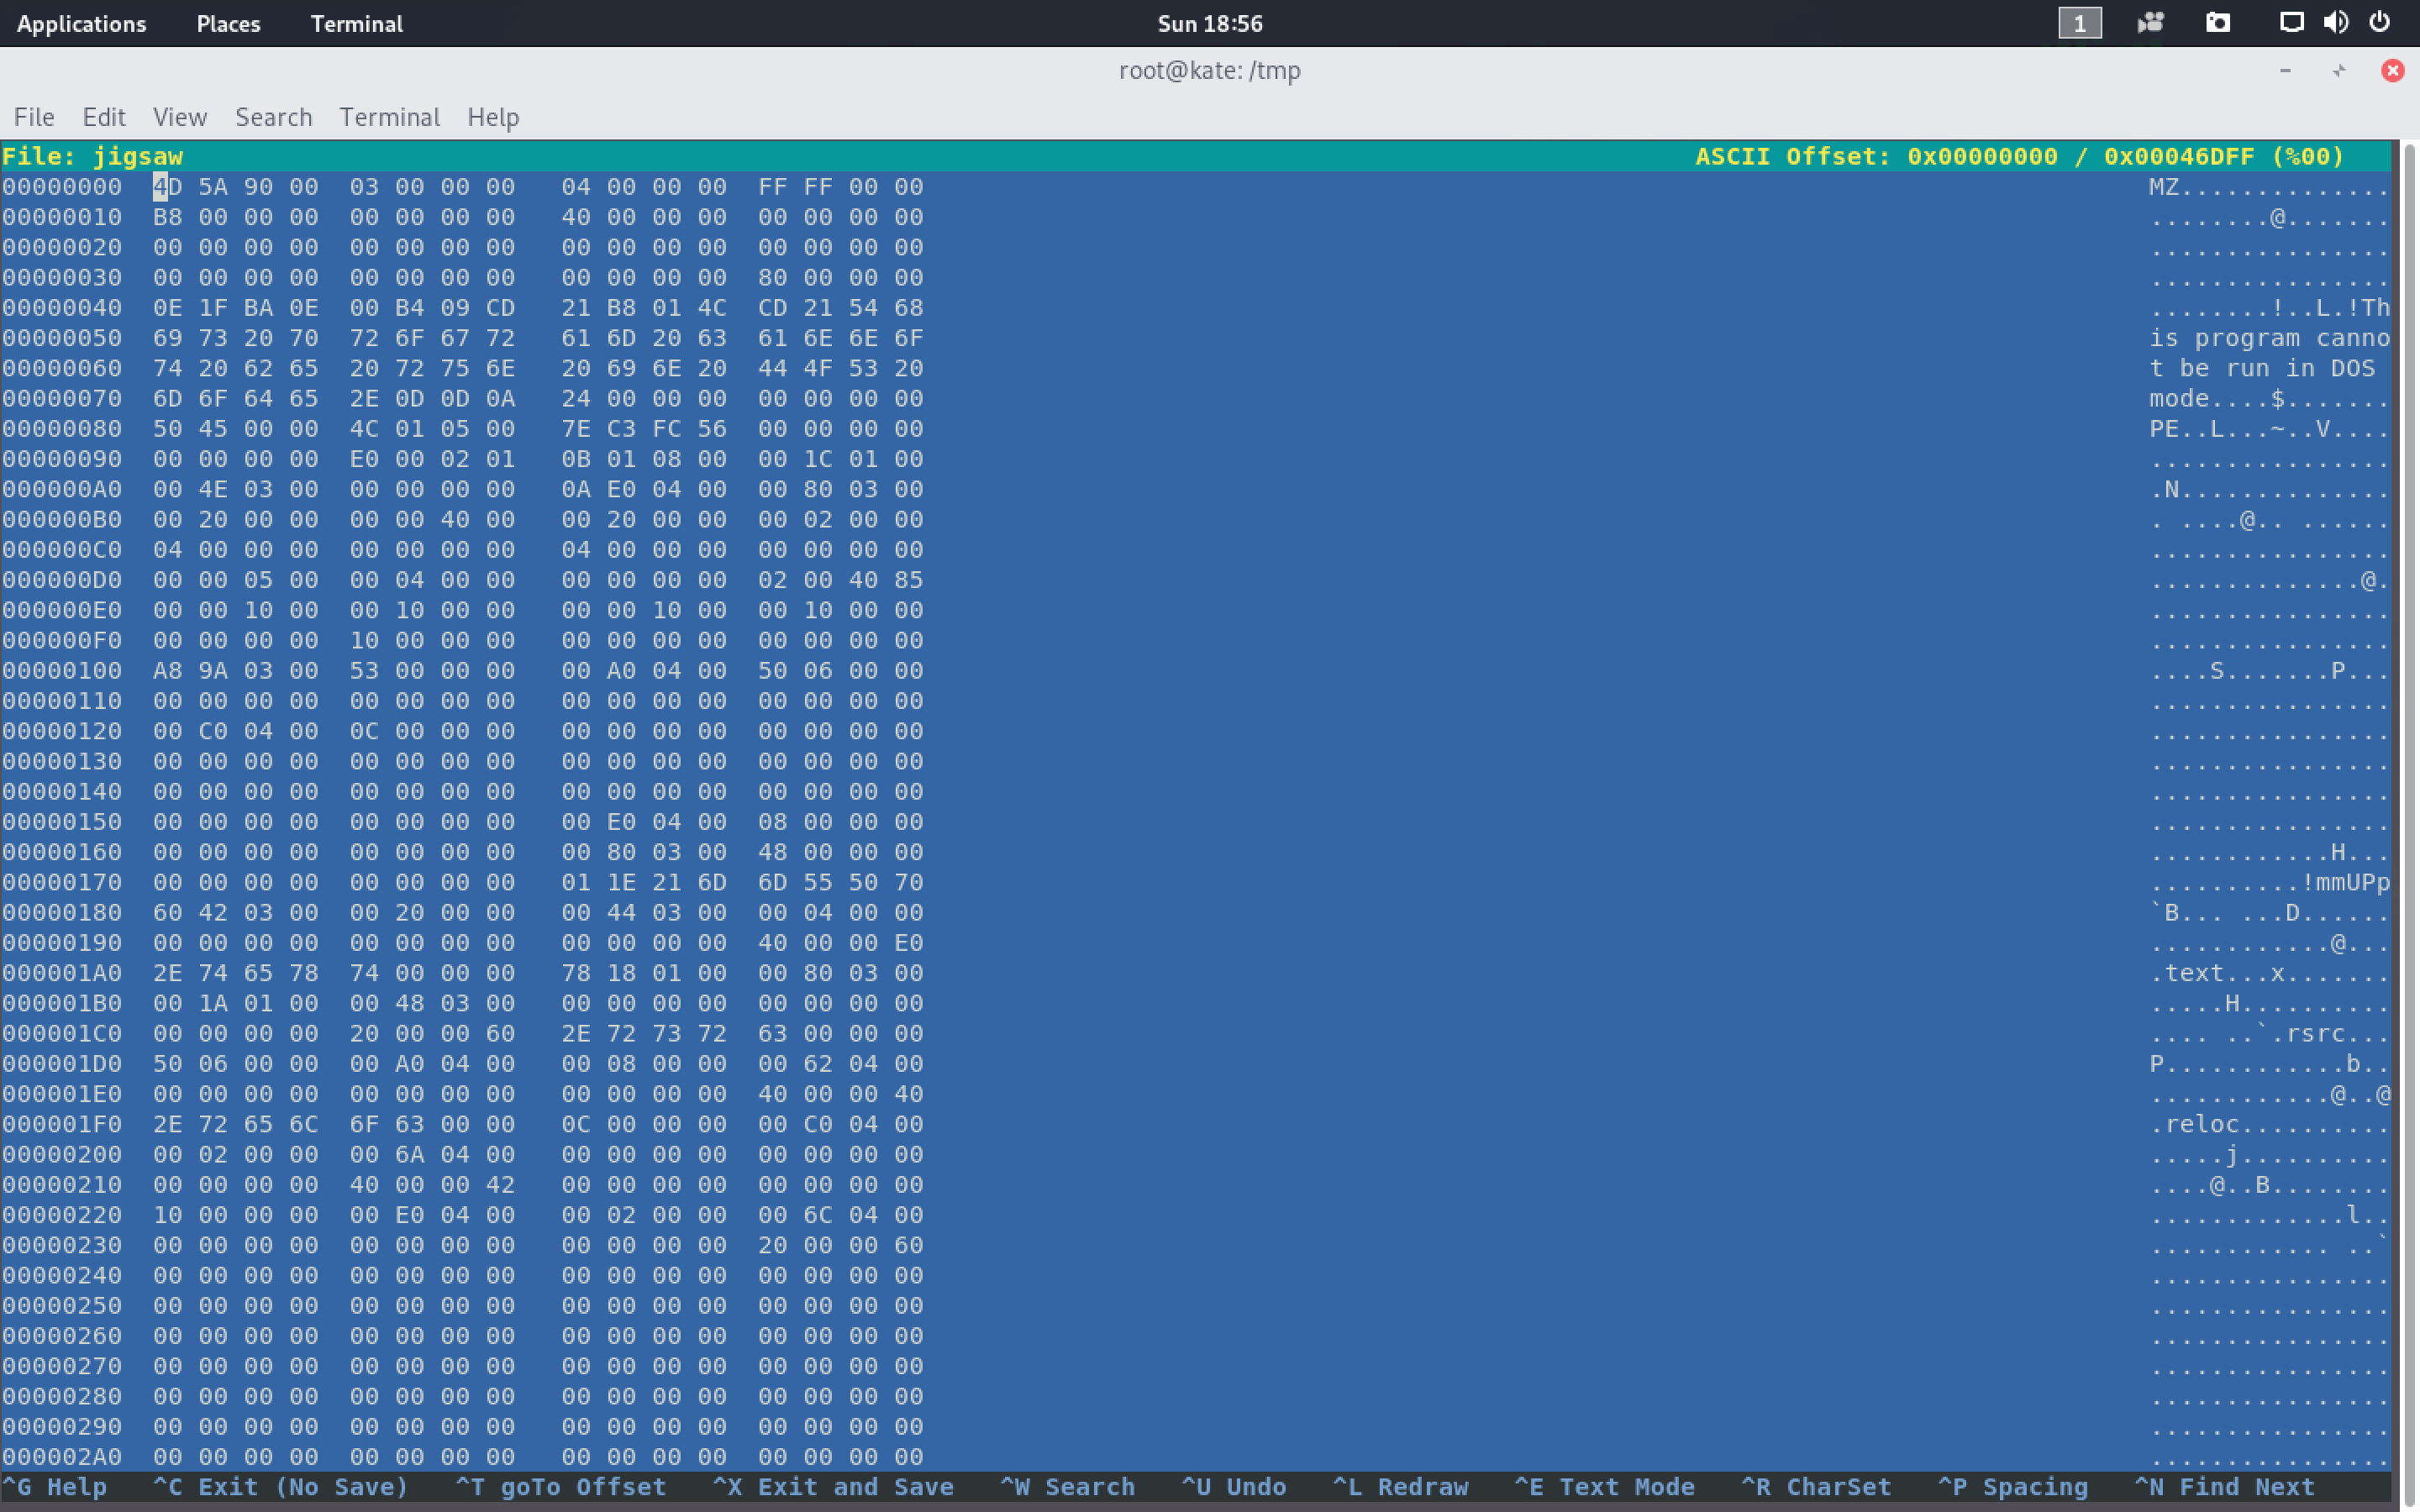 Applications Places Terminal Sun 18:56 1
root@kate: /tmp
File Edit View Search Terminal Help
File: jigsaw ASCII Offset: 0x00000000 / 0x00046DFF (%00)
00000000 4D 5A 90 00 03 00 00 00 04 00 00 00 FF FF 00 00 MZ..............
00000010 B8 00 00 00 00 00 00 00 40 00 00 00 00 00 00 00 ........@.......
00000020 00 00 00 00 00 00 00 00 00 00 00 00 00 00 00 00 ................
00000030 00 00 00 00 00 00 00 00 00 00 00 00 80 00 00 00 ................
00000040 0E 1F BA 0E 00 B4 09 CD 21 B8 01 4C CD 21 54 68 ........!..L.!Th
00000050 69 73 20 70 72 6F 67 72 61 6D 20 63 61 6E 6E 6F is program canno
00000060 74 20 62 65 20 72 75 6E 20 69 6E 20 44 4F 53 20 t be run in DOS
00000070 6D 6F 64 65 2E 0D 0D 0A 24 00 00 00 00 00 00 00 mode....$.......
00000080 50 45 00 00 4C 01 05 00 7E C3 FC 56 00 00 00 00 PE..L...~..V....
00000090 00 00 00 00 E0 00 02 01 0B 01 08 00 00 1C 01 00 ................
000000A0 00 4E 03 00 00 00 00 00 0A E0 04 00 00 80 03 00 .N..............
000000B0 00 20 00 00 00 00 40 00 00 20 00 00 00 02 00 00 . ....@.. ......
000000C0 04 00 00 00 00 00 00 00 04 00 00 00 00 00 00 00 ................
000000D0 00 00 05 00 00 04 00 00 00 00 00 00 02 00 40 85 ..............@.
000000E0 00 00 10 00 00 10 00 00 00 00 10 00 00 10 00 00 ................
000000F0 00 00 00 00 10 00 00 00 00 00 00 00 00 00 00 00 ................
00000100 A8 9A 03 00 53 00 00 00 00 A0 04 00 50 06 00 00 ....S.......P...
00000110 00 00 00 00 00 00 00 00 00 00 00 00 00 00 00 00 ................
00000120 00 C0 04 00 0C 00 00 00 00 00 00 00 00 00 00 00 ................
00000130 00 00 00 00 00 00 00 00 00 00 00 00 00 00 00 00 ................
00000140 00 00 00 00 00 00 00 00 00 00 00 00 00 00 00 00 ................
00000150 00 00 00 00 00 00 00 00 00 E0 04 00 08 00 00 00 ................
00000160 00 00 00 00 00 00 00 00 00 80 03 00 48 00 00 00 ............H...
00000170 00 00 00 00 00 00 00 00 01 1E 21 6D 6D 55 50 70 ..........!mmUPp
00000180 60 42 03 00 00 20 00 00 00 44 03 00 00 04 00 00 `B... ...D......
00000190 00 00 00 00 00 00 00 00 00 00 00 00 40 00 00 E0 ............@...
000001A0 2E 74 65 78 74 00 00 00 78 18 01 00 00 80 03 00 .text...x.......
000001B0 00 1A 01 00 00 48 03 00 00 00 00 00 00 00 00 00 .....H..........
000001C0 00 00 00 00 20 00 00 60 2E 72 73 72 63 00 00 00 .... ..`.rsrc...
000001D0 50 06 00 00 00 A0 04 00 00 08 00 00 00 62 04 00 P............b..
000001E0 00 00 00 00 00 00 00 00 00 00 00 00 40 00 00 40 ............@..@
000001F0 2E 72 65 6C 6F 63 00 00 0C 00 00 00 00 C0 04 00 .reloc..........
00000200 00 02 00 00 00 6A 04 00 00 00 00 00 00 00 00 00 .....j..........
00000210 00 00 00 00 40 00 00 42 00 00 00 00 00 00 00 00 ....@..B........
00000220 10 00 00 00 00 E0 04 00 00 02 00 00 00 6C 04 00 .............l..
00000230 00 00 00 00 00 00 00 00 00 00 00 00 20 00 00 60 ............ ..`
00000240 00 00 00 00 00 00 00 00 00 00 00 00 00 00 00 00 ................
00000250 00 00 00 00 00 00 00 00 00 00 00 00 00 00 00 00 ................
00000260 00 00 00 00 00 00 00 00 00 00 00 00 00 00 00 00 ................
00000270 00 00 00 00 00 00 00 00 00 00 00 00 00 00 00 00 ................
00000280 00 00 00 00 00 00 00 00 00 00 00 00 00 00 00 00 ................
00000290 00 00 00 00 00 00 00 00 00 00 00 00 00 00 00 00 ................
000002A0 00 00 00 00 00 00 00 00 00 00 00 00 00 00 00 00 ................
^G Help ^C Exit (No Save) ^T goTo Offset ^X Exit and Save ^W Search ^U Undo ^L Redraw ^E Text Mode ^R CharSet ^P Spacing ^N Find Next